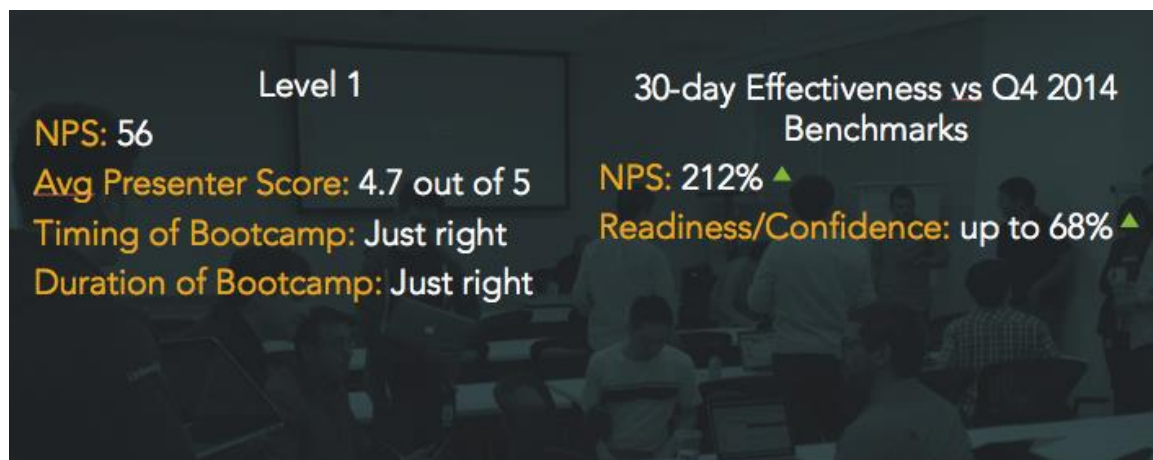 Level 1
NPS: 56
Avg Presenter Score: 4.7 out of 5
Timing of Bootcamp: Just right
Duration of Bootcamp: Just right
30-day Effectiveness vs Q4 2014
Benchmarks
NPS: 212%
Readiness/Confidence: up to 68%